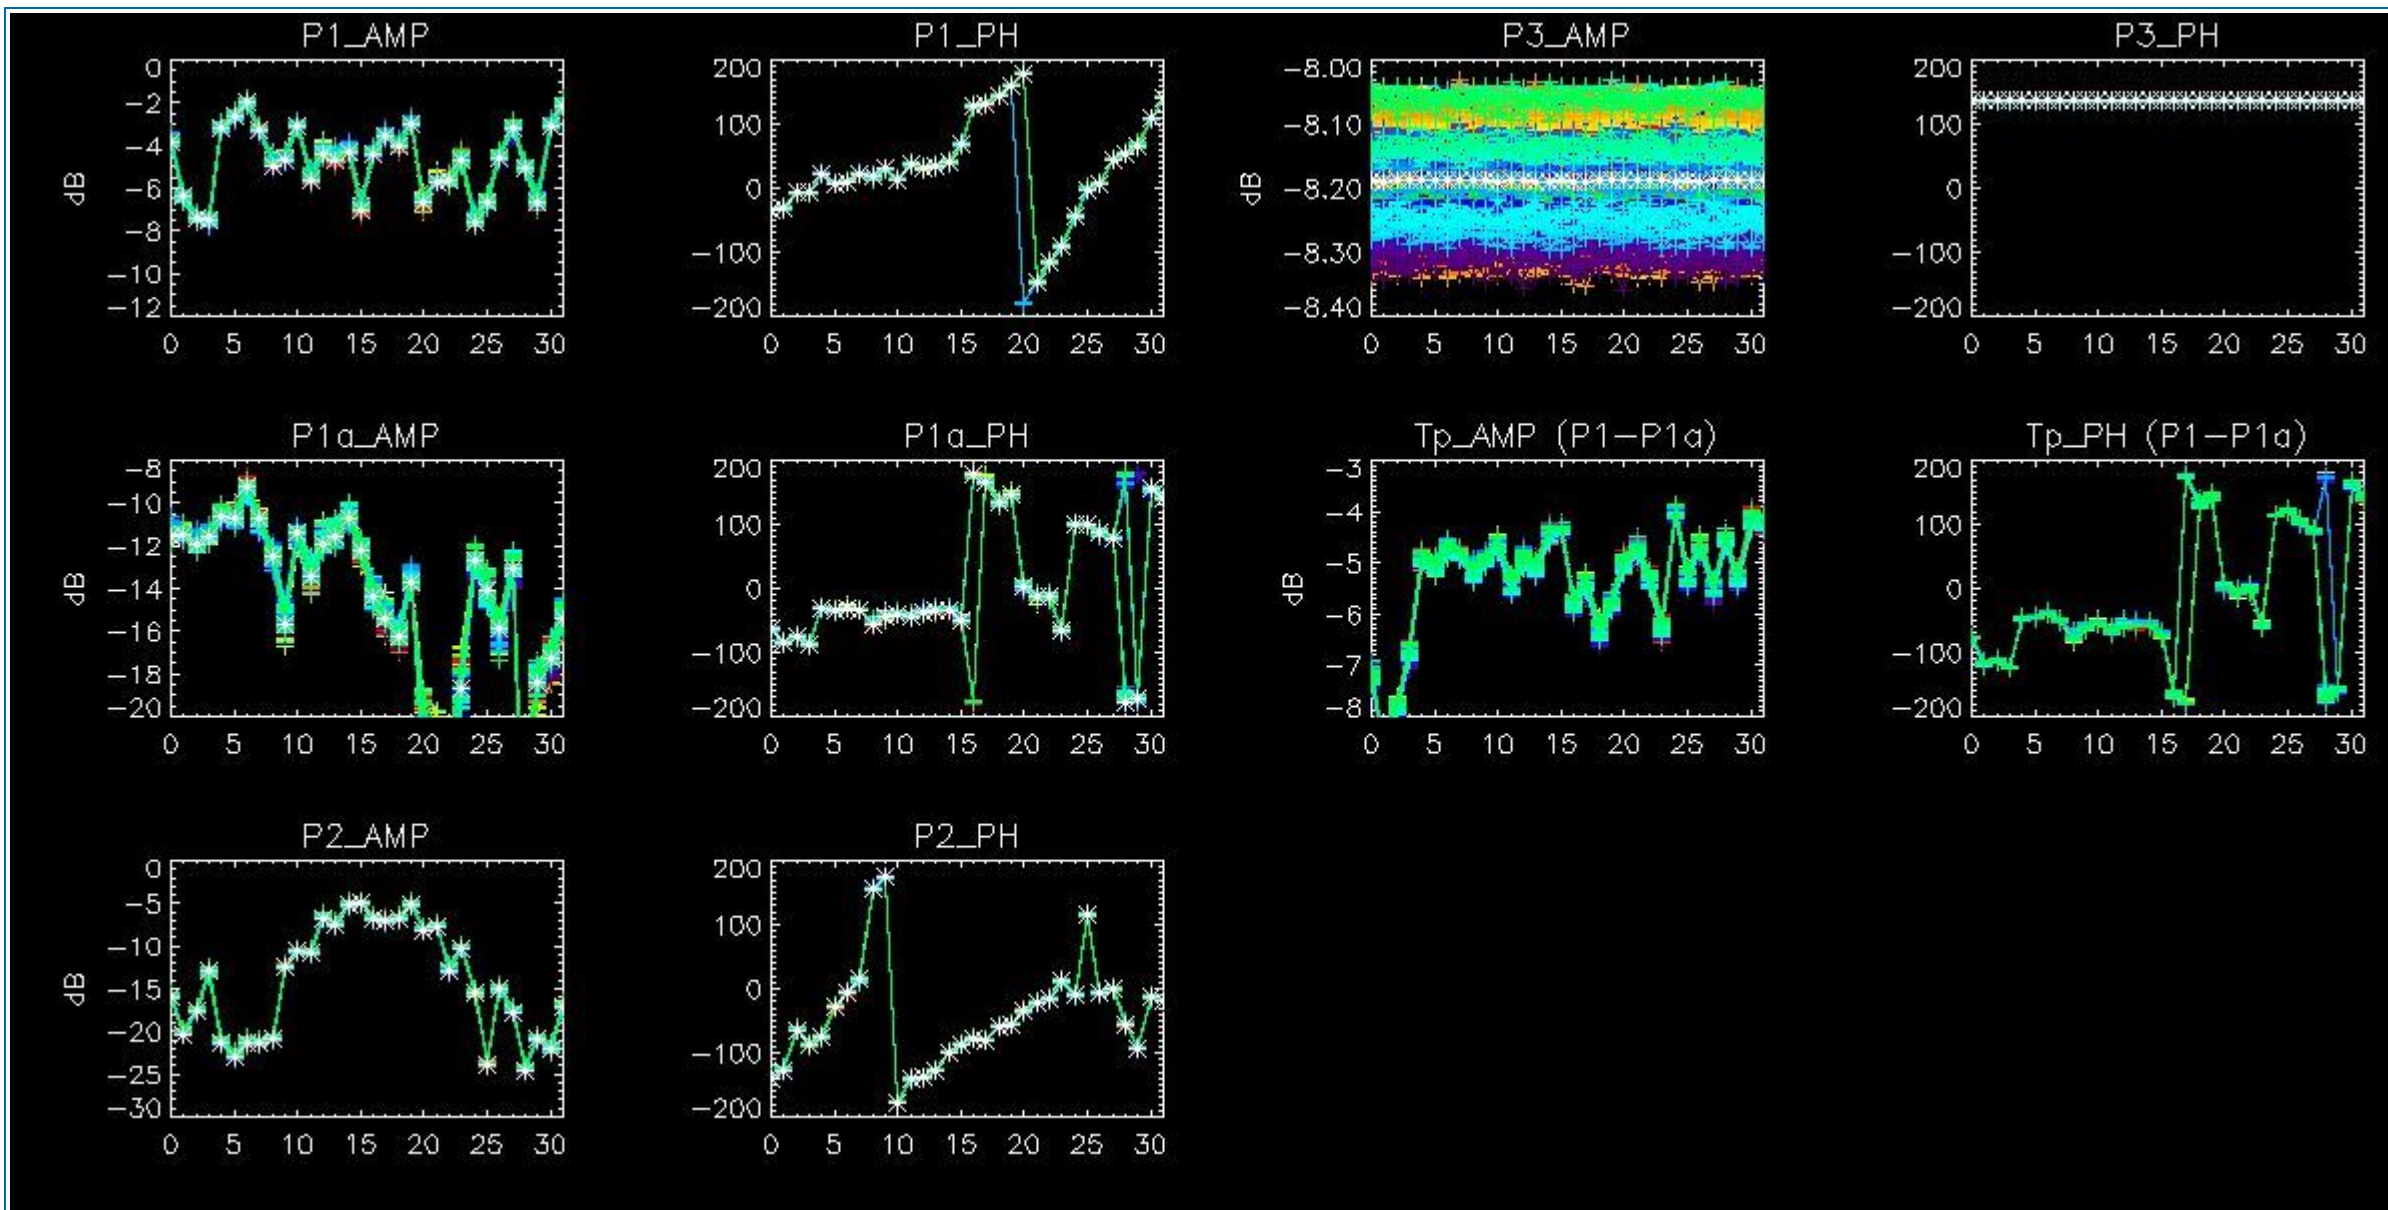 P1_AMP
0
−2
−4
−6
−8
−10
−12
dB
0 5 10 15 20 25 30
P1_PH
200
100
0
−100
−200
0 5 10 15 20 25 30
P3_AMP
−8.00
−8.10
−8.20
−8.30
−8.40
dB
0 5 10 15 20 25 30
P3_PH
200
100
0
−100
−200
0 5 10 15 20 25 30
P1a_AMP
−8
−10
−12
−14
−16
−18
−20
dB
0 5 10 15 20 25 30
P1a_PH
200
100
0
−100
−200
0 5 10 15 20 25 30
Tp_AMP (P1−P1a)
−3
−4
−5
−6
−7
−8
dB
0 5 10 15 20 25 30
Tp_PH (P1−P1a)
200
100
0
−100
−200
0 5 10 15 20 25 30
P2_AMP
0
−5
−10
−15
−20
−25
−30
dB
0 5 10 15 20 25 30
P2_PH
200
100
0
−100
−200
0 5 10 15 20 25 30